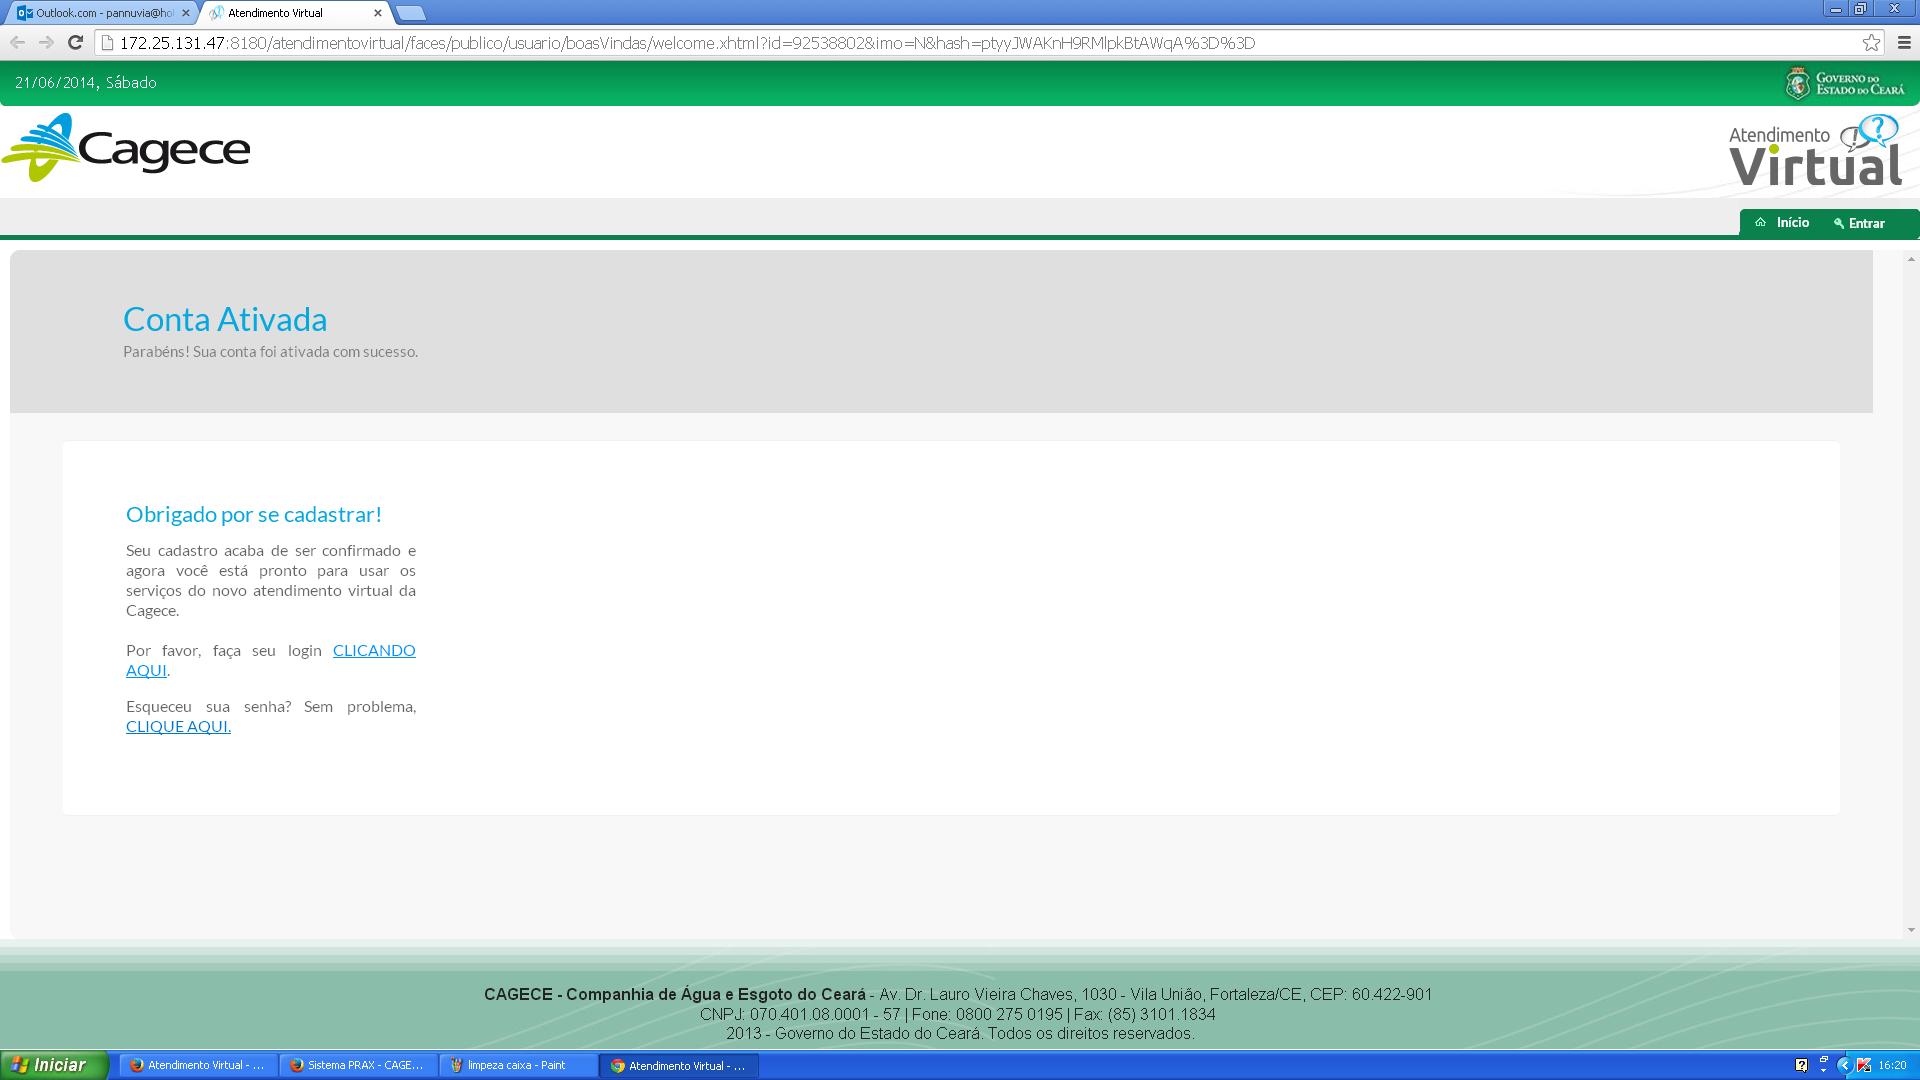 Outlook.com - pannuvia@ho
Atendimento Virtual
172.25.131.47:8180/atendimentovirtual/faces/publico/usuario/boasVindas/welcome.xhtml?id=92538802&imo=N&hash=ptyyJWAKnH9RMlpkBtAWqA%3D%3D
21/06/2014, Sábado
GOVERNO DO
ESTADO DO CEARÁ
Cagece
Atendimento
Virtual
Início
Entrar
Conta Ativada
Parabéns! Sua conta foi ativada com sucesso.
Obrigado por se cadastrar!
Seu cadastro acaba de ser confirmado e
agora você está pronto para usar os
serviços do novo atendimento virtual da
Cagece.
Por favor, faça seu login CLICANDO
AQUI.
Esqueceu sua senha? Sem problema,
CLIQUE AQUI.
CAGECE - Companhia de Água e Esgoto do Ceará - Av. Dr. Lauro Vieira Chaves, 1030 - Vila União, Fortaleza/CE, CEP: 60.422-901
CNPJ: 070.401.08.0001 - 57 | Fone: 0800 275 0195 | Fax: (85) 3101.1834
2013 - Governo do Estado do Ceará. Todos os direitos reservados.
Iniciar
Atendimento Virtual - ...
Sistema PRAX - CAGE...
limpeza caixa - Paint
Atendimento Virtual - ...
16:20